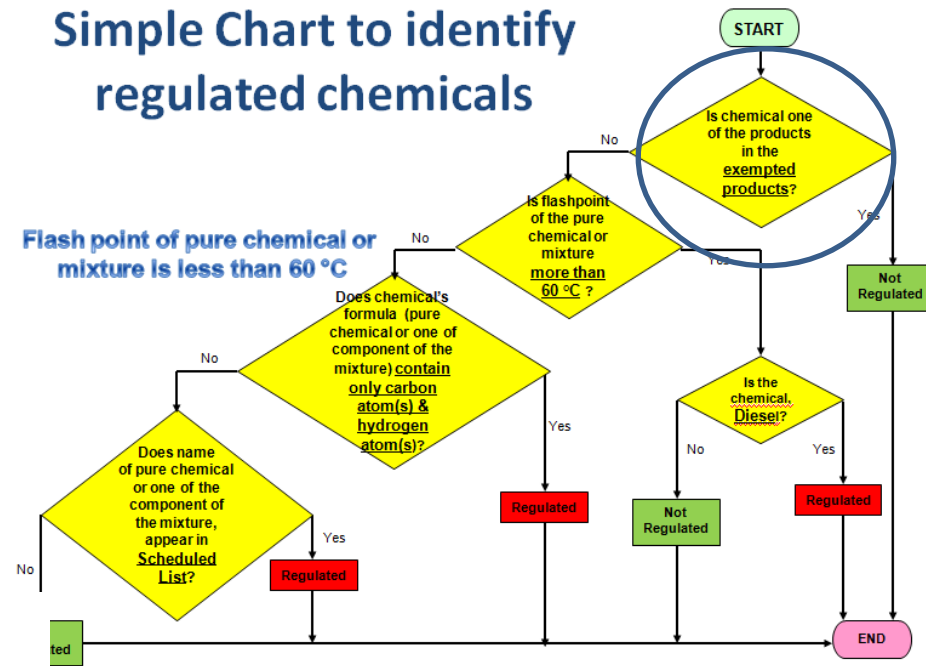 Simple Chart to identify
regulated chemicals
START
Is chemical one
of the products
in the
exempted
products?
No
Yes
Is flashpoint
of the pure
chemical or
mixture
more than
60 °C ?
Flash point of pure chemical or
mixture is less than 60 °C
No
Yes
Not
Regulated
Does chemical's
formula (pure
chemical or one of
component of the
mixture) contain
only carbon
atom(s) &
hydrogen
atom(s)?
No
Yes
Is the
chemical,
Diesel?
No
Yes
Does name
of pure chemical
or one of the
component of
the mixture,
appear in
Scheduled
List?
No
Yes
Regulated
Regulated
Not
Regulated
Regulated
ted
END